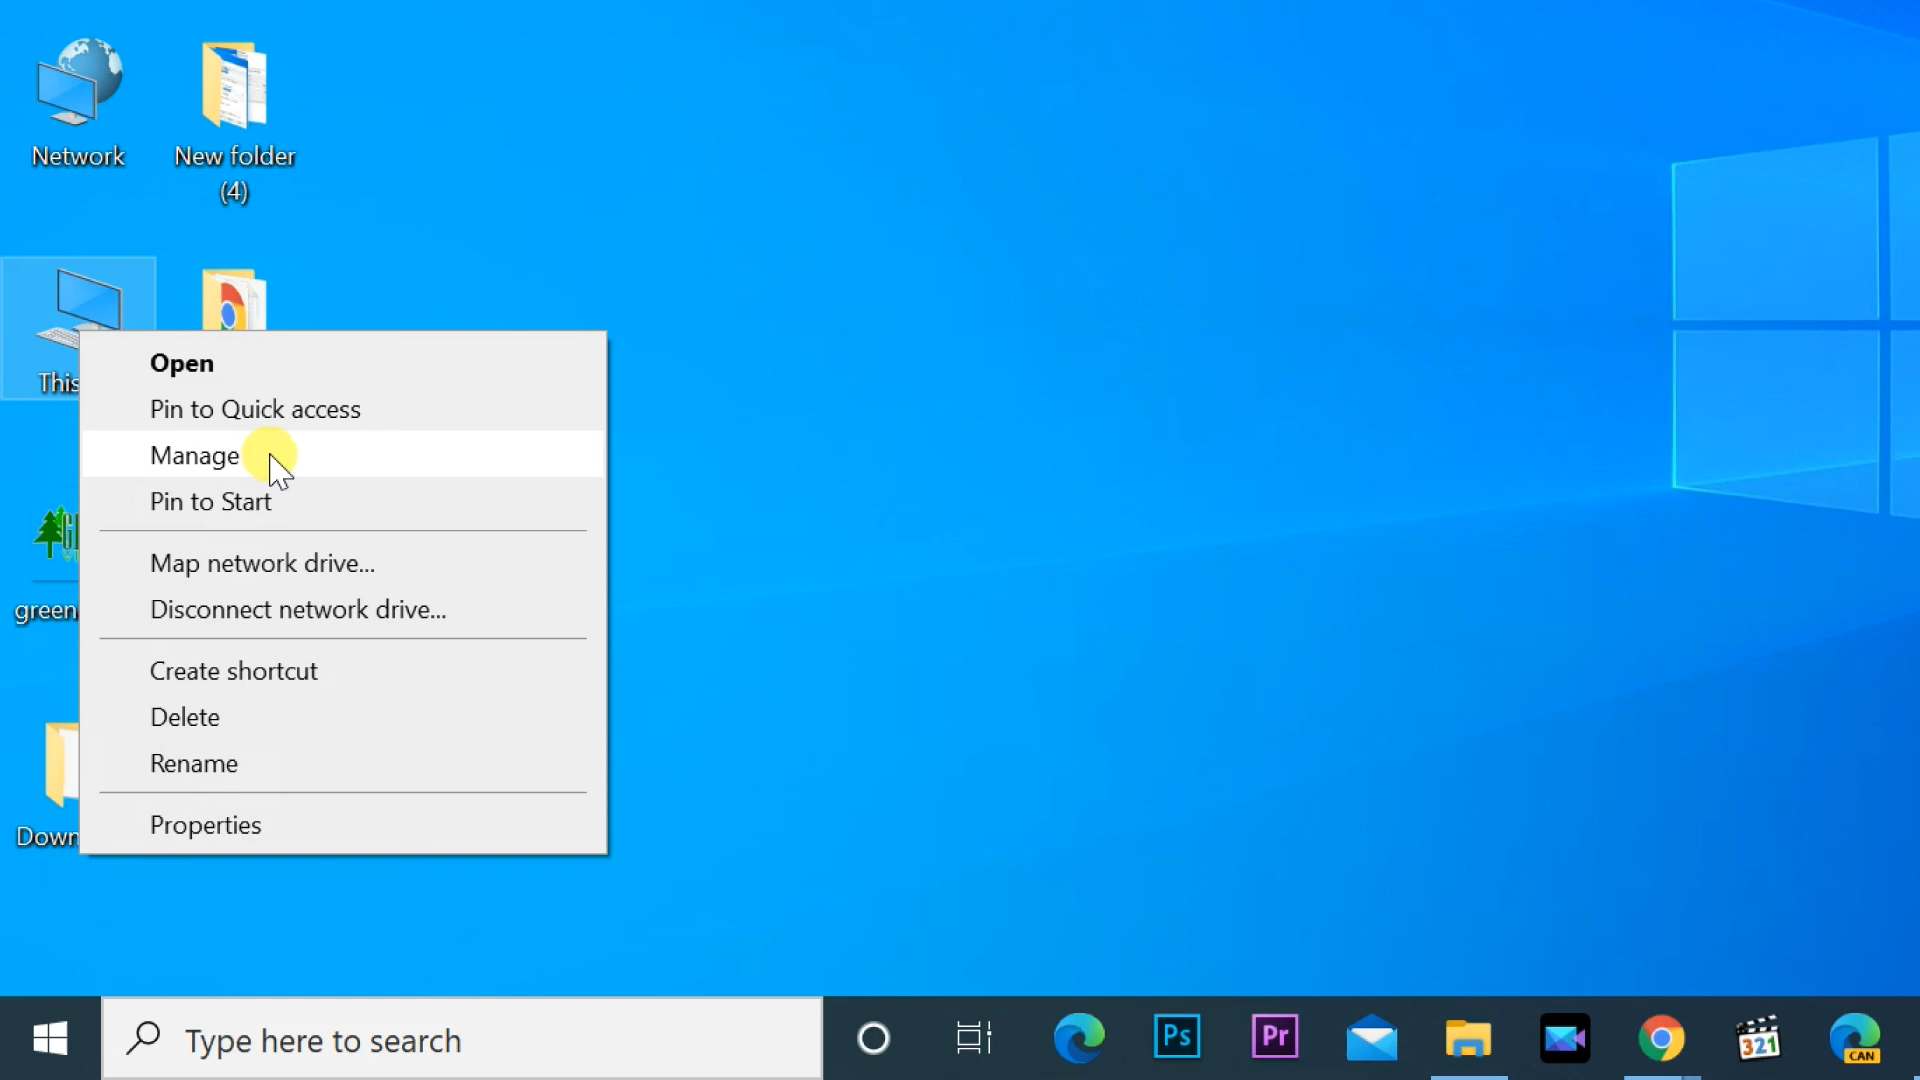 Network
New folder
(4)
This
Open
Pin to Quick access
Manage
Pin to Start
Map network drive...
Disconnect network drive...
Create shortcut
Delete
Rename
Properties
green
Down
Type here to search
Ps
Pr
321
CAN